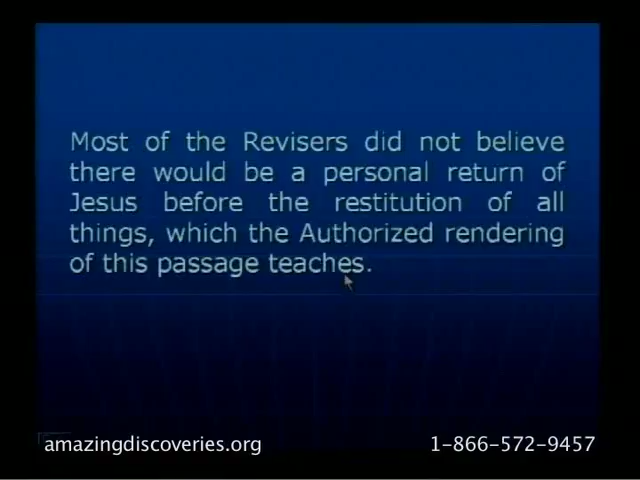 Most of the Revisers did not believe
there would be a personal return of
Jesus before the restitution of all
things, which the Authorized rendering
of this passage teaches.
amazingdiscoveries.org
1-866-572-9457